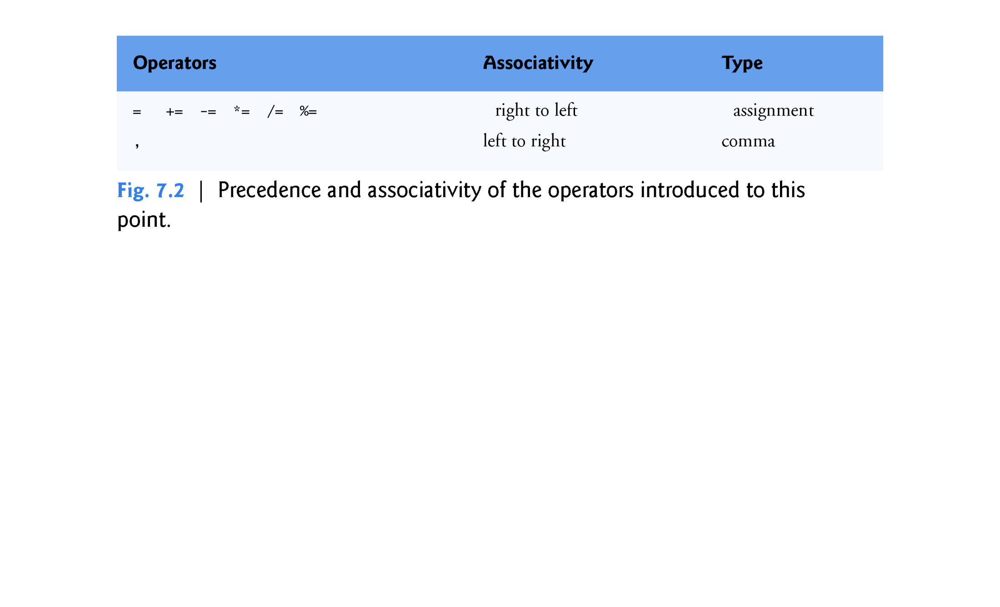 Operators Associativity Type
= += -= *= /= %= right to left assignment
, left to right comma
Fig. 7.2 | Precedence and associativity of the operators introduced to this
point.